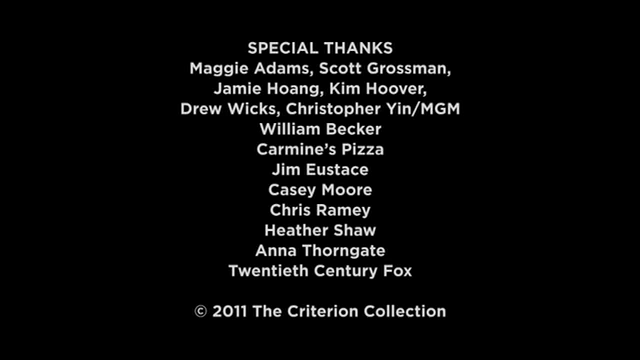 SPECIAL THANKS
Maggie Adams, Scott Grossman,
Jamie Hoang, Kim Hoover,
Drew Wicks, Christopher Yin/MGM
William Becker
Carmine's Pizza
Jim Eustace
Casey Moore
Chris Ramey
Heather Shaw
Anna Thorngate
Twentieth Century Fox
© 2011 The Criterion Collection